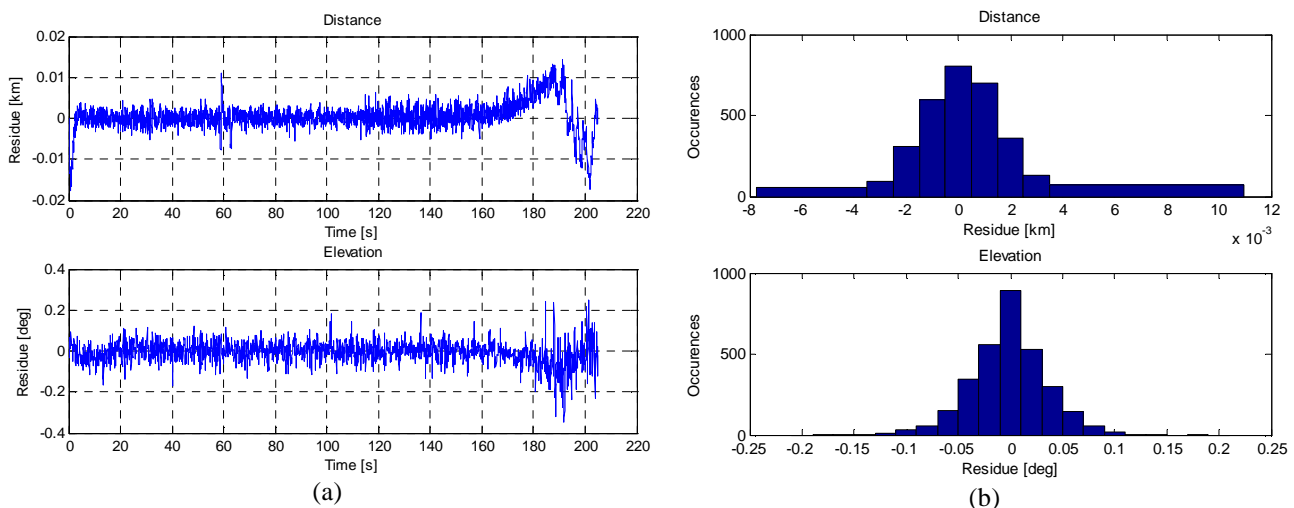 Distance
0.02
0.01
0
-0.01
-0.02
Residue [km]
0 20 40 60 80 100 120 140 160 180 200 220
Time [s]
Elevation
0.4
0.2
0
-0.2
-0.4
Residue [deg]
0 20 40 60 80 100 120 140 160 180 200 220
Time [s]
(a)
Distance
1000
500
0
Occurences
-8 -6 -4 -2 0 2 4 6 8 10 12
Residue [km]
x 10-3
Elevation
1000
500
0
Occurences
-0.25 -0.2 -0.15 -0.1 -0.05 0 0.05 0.1 0.15 0.2 0.25
Residue [deg]
(b)